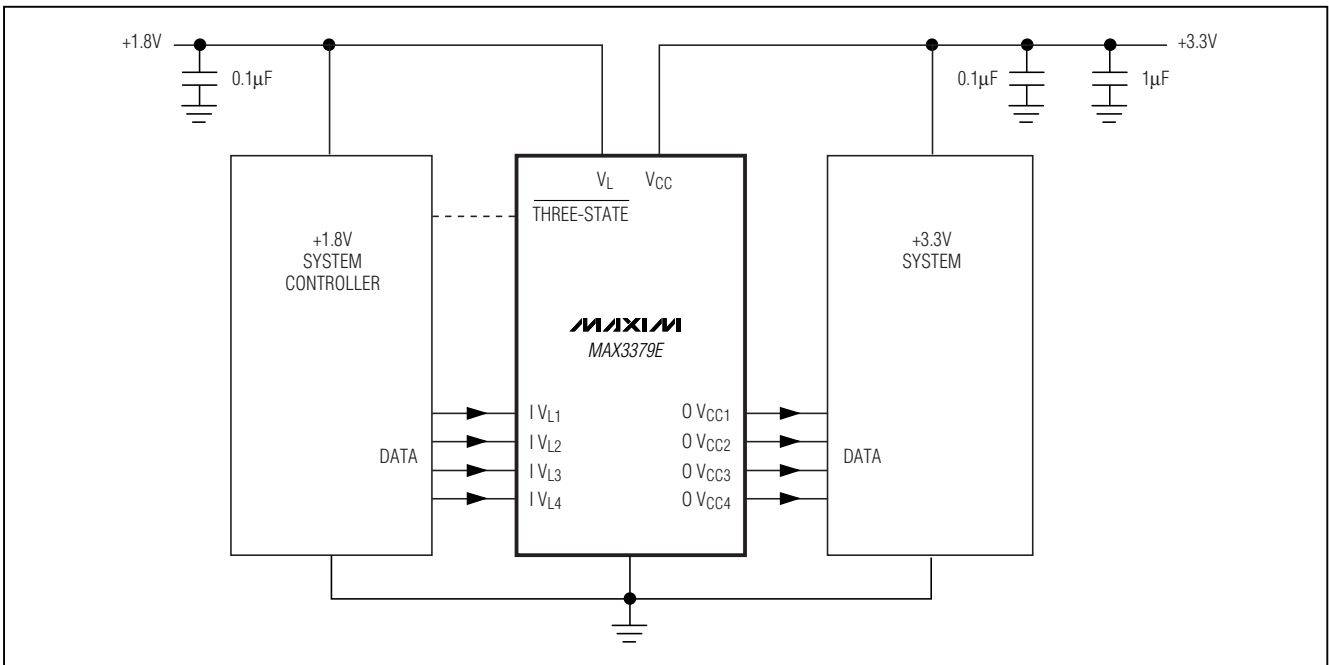 +1.8V
0.1µF
0.1µF
1µF
+3.3V
VL VCC
THREE-STATE
+1.8V
SYSTEM
CONTROLLER
+3.3V
SYSTEM
MAXIM
MAX3379E
DATA
I VL1
I VL2
I VL3
I VL4
O VCC1
O VCC2
O VCC3
O VCC4
DATA